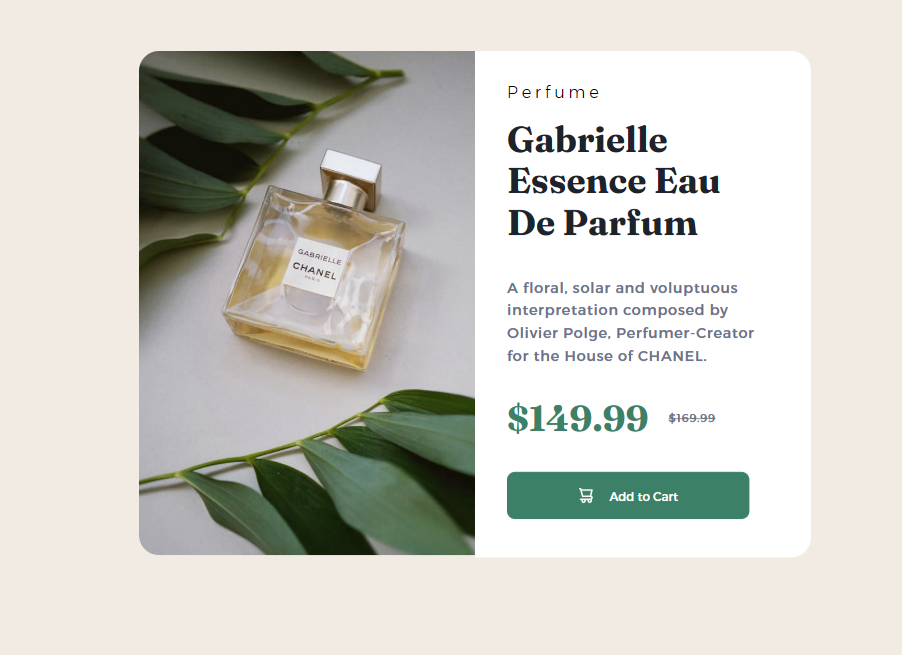 Perfume
Gabrielle
Essence Eau
De Parfum
GABRIELLE
CHANEL
PARIS
A floral, solar and voluptuous
interpretation composed by
Olivier Polge, Perfumer-Creator
for the House of CHANEL.
$149.99 $169.99
Add to Cart